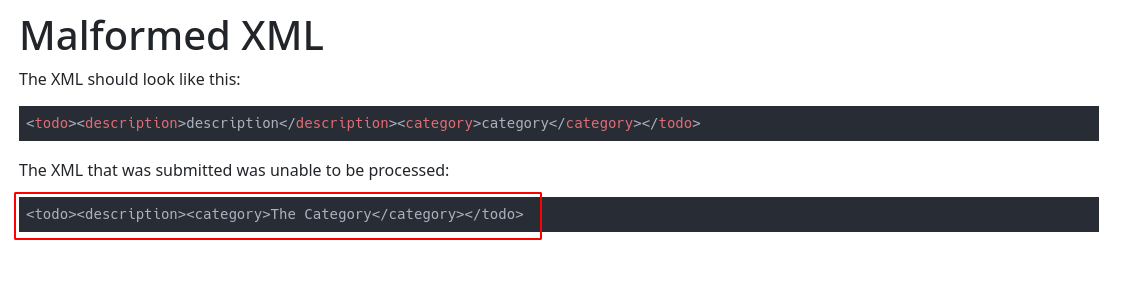 Malformed XML
The XML should look like this:
<todo><description>description</description><category>category</category></todo>
The XML that was submitted was unable to be processed:
<todo><description><category>The Category</category></todo>